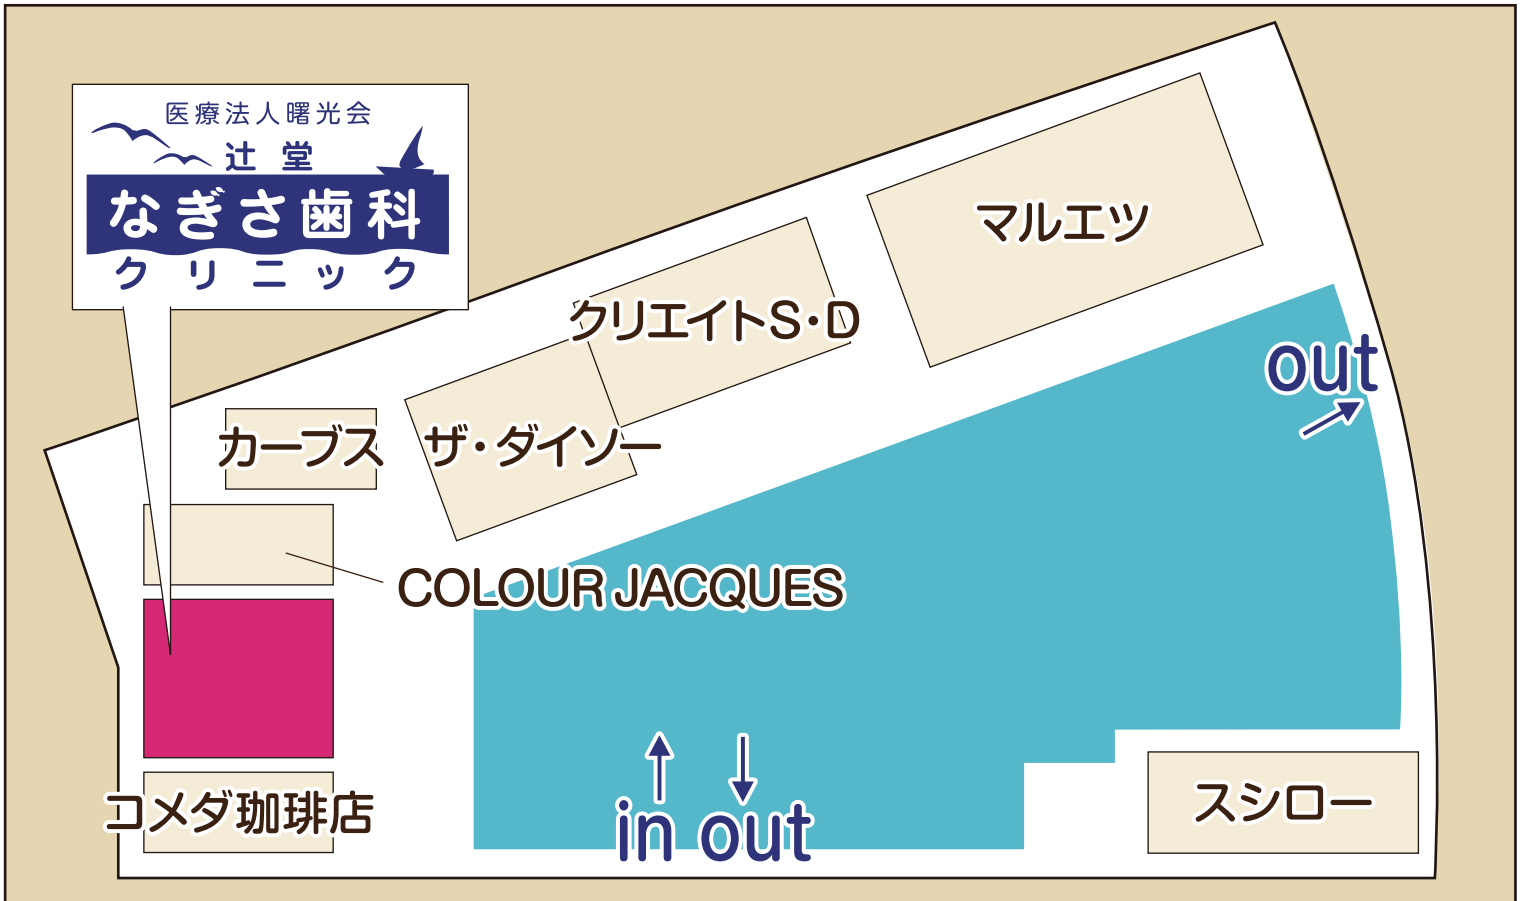 医療法人曙光会
辻堂
なぎさ歯科
クリニック
マルエツ
クリエイトS・D
カーブス
ザ・ダイソー
COLOUR JACQUES
コメダ珈琲店
スシロー
out
in out